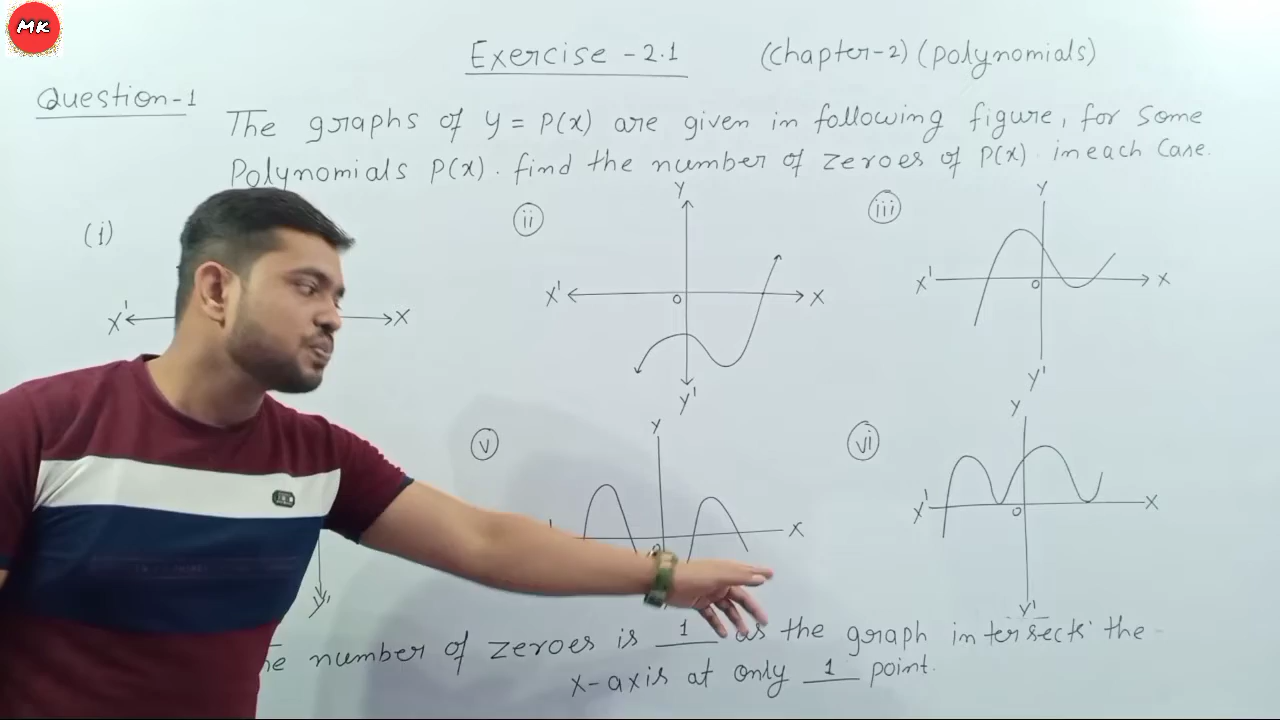 MK
Exercise - 2.1 (chapter-2) (polynomials)
Question-1
The graphs of y = P(x) are given in following figure, for some
Polynomials P(x). find the number of zeroes of P(x). in each Case.
(i)
X' X
ii
Y
X' O X
Y'
iii
Y
X' O X
Y'
Y'
v
Y
X
vi
Y
X' O X
Y'
number of zeroes is 1 as the graph interseck the
x-axis at only 1 point.